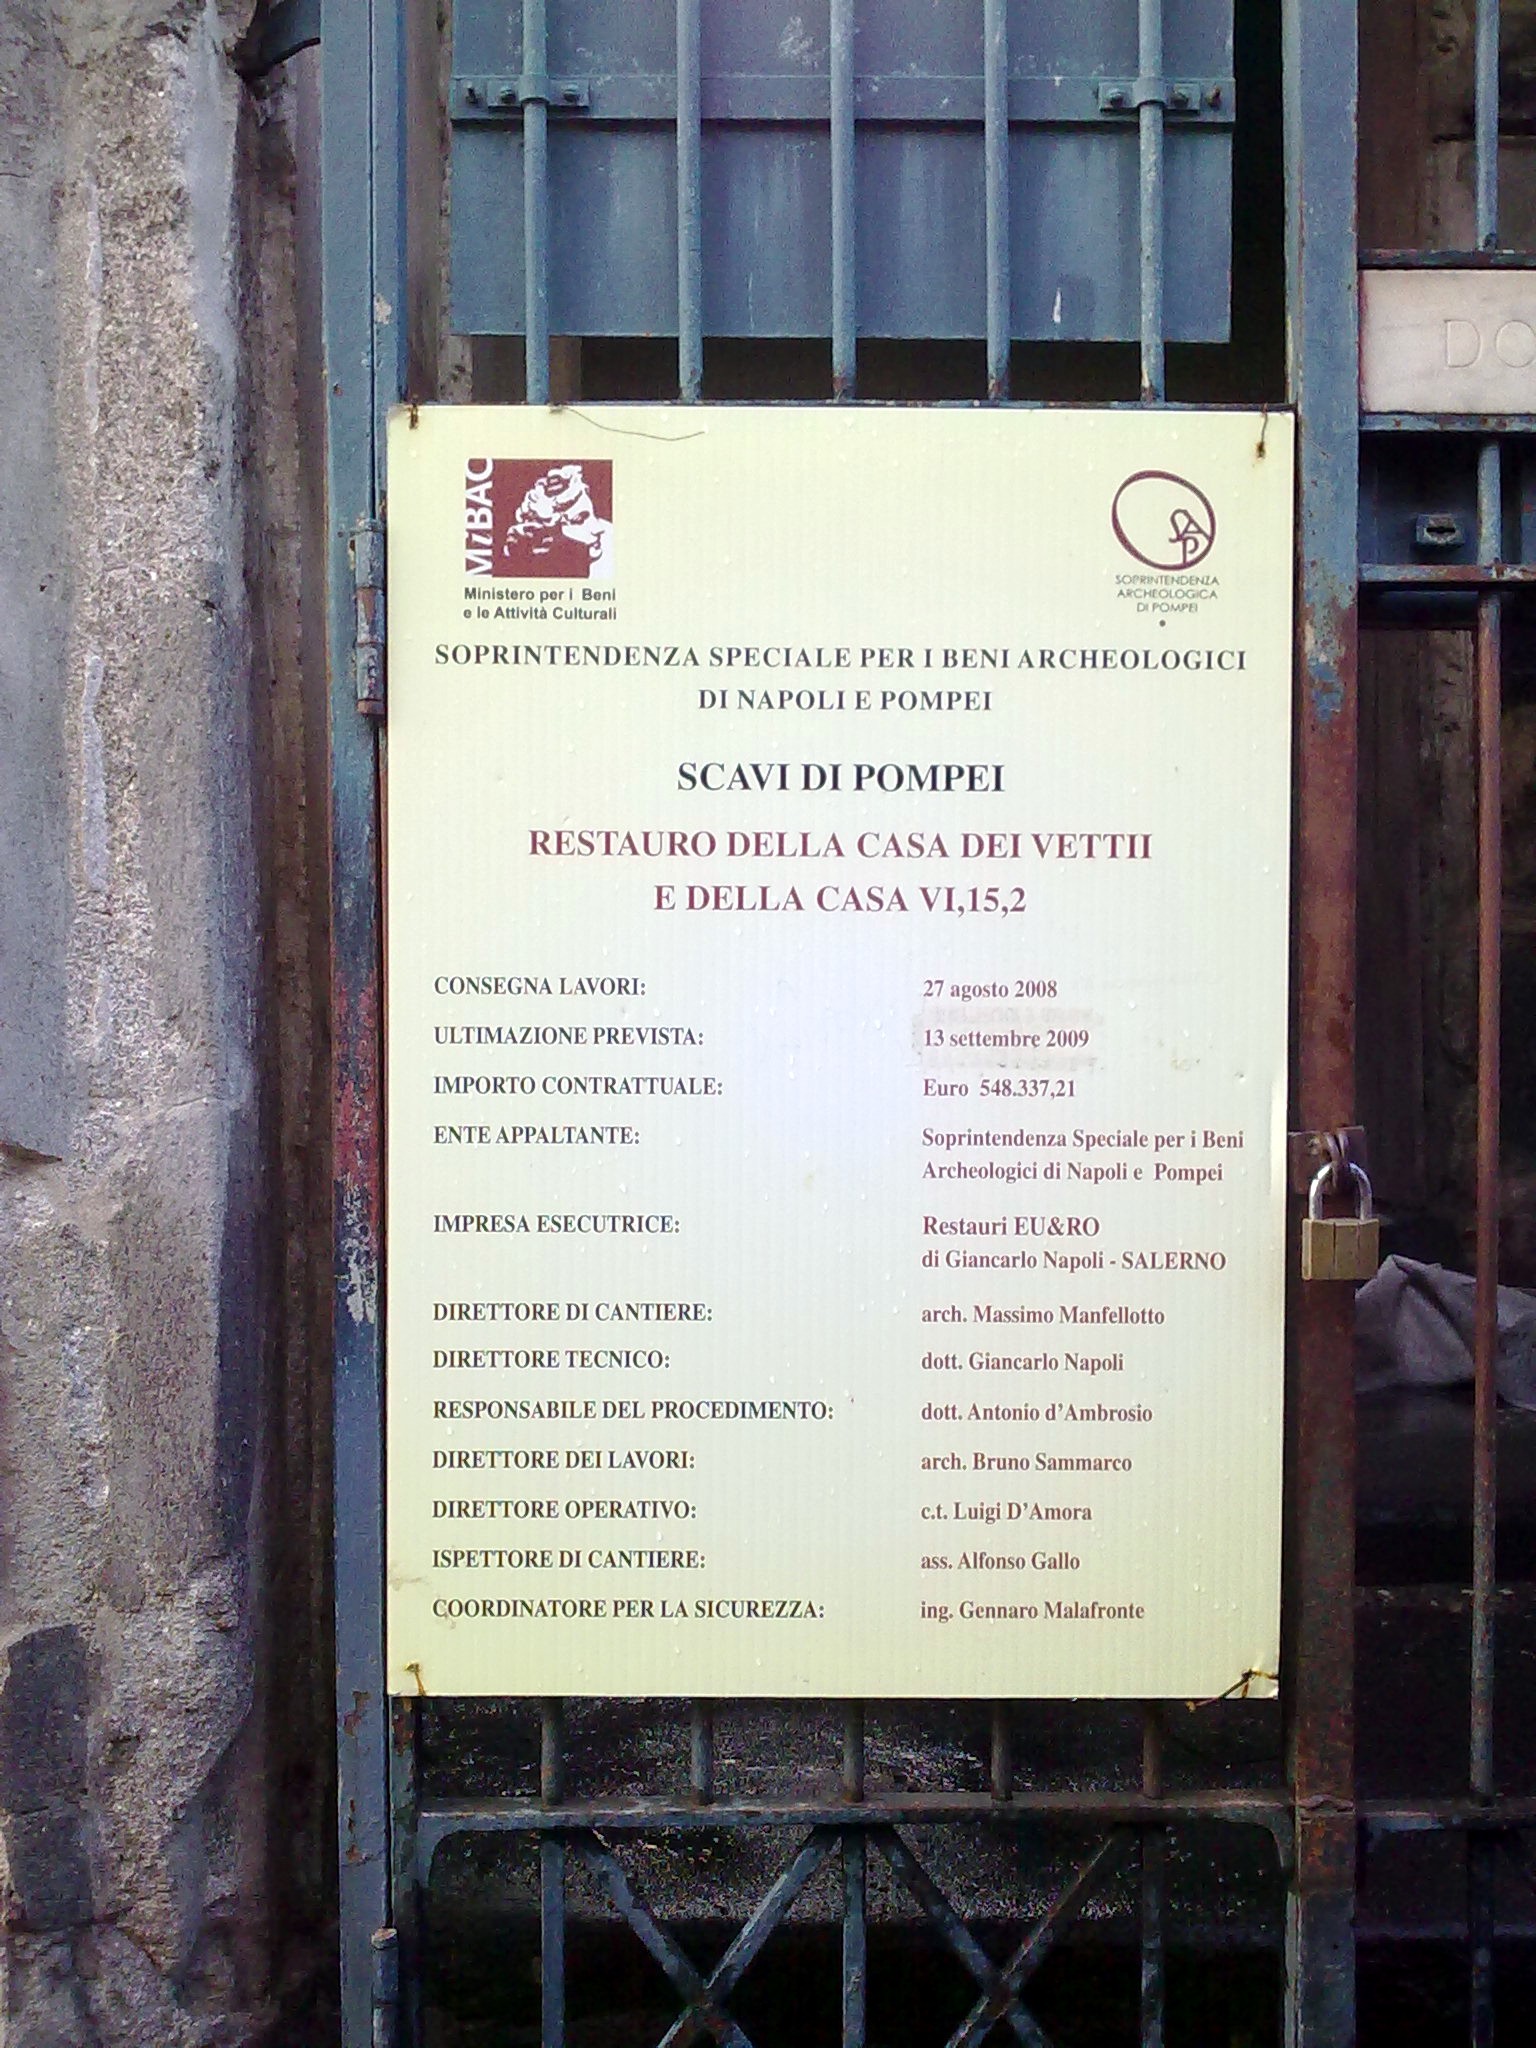 MiBAC
Ministero per i Beni
e le Attività Culturali
SAP
SOPRINTENDENZA
ARCHEOLOGICA
DI POMPEI
SOPRINTENDENZA SPECIALE PER I BENI ARCHEOLOGICI
DI NAPOLI E POMPEI
SCAVI DI POMPEI
RESTAURO DELLA CASA DEI VETTII
E DELLA CASA VI,15,2
CONSEGNA LAVORI: 27 agosto 2008
ULTIMAZIONE PREVISTA: 13 settembre 2009
IMPORTO CONTRATTUALE: Euro 548.337,21
ENTE APPALTANTE: Soprintendenza Speciale per i Beni
Archeologici di Napoli e Pompei
IMPRESA ESECUTRICE: Restauri EU&RO
di Giancarlo Napoli - SALERNO
DIRETTORE DI CANTIERE: arch. Massimo Manfellotto
DIRETTORE TECNICO: dott. Giancarlo Napoli
RESPONSABILE DEL PROCEDIMENTO: dott. Antonio d'Ambrosio
DIRETTORE DEI LAVORI: arch. Bruno Sammarco
DIRETTORE OPERATIVO: c.t. Luigi D'Amora
ISPETTORE DI CANTIERE: ass. Alfonso Gallo
COORDINATORE PER LA SICUREZZA: ing. Gennaro Malafronte
DO